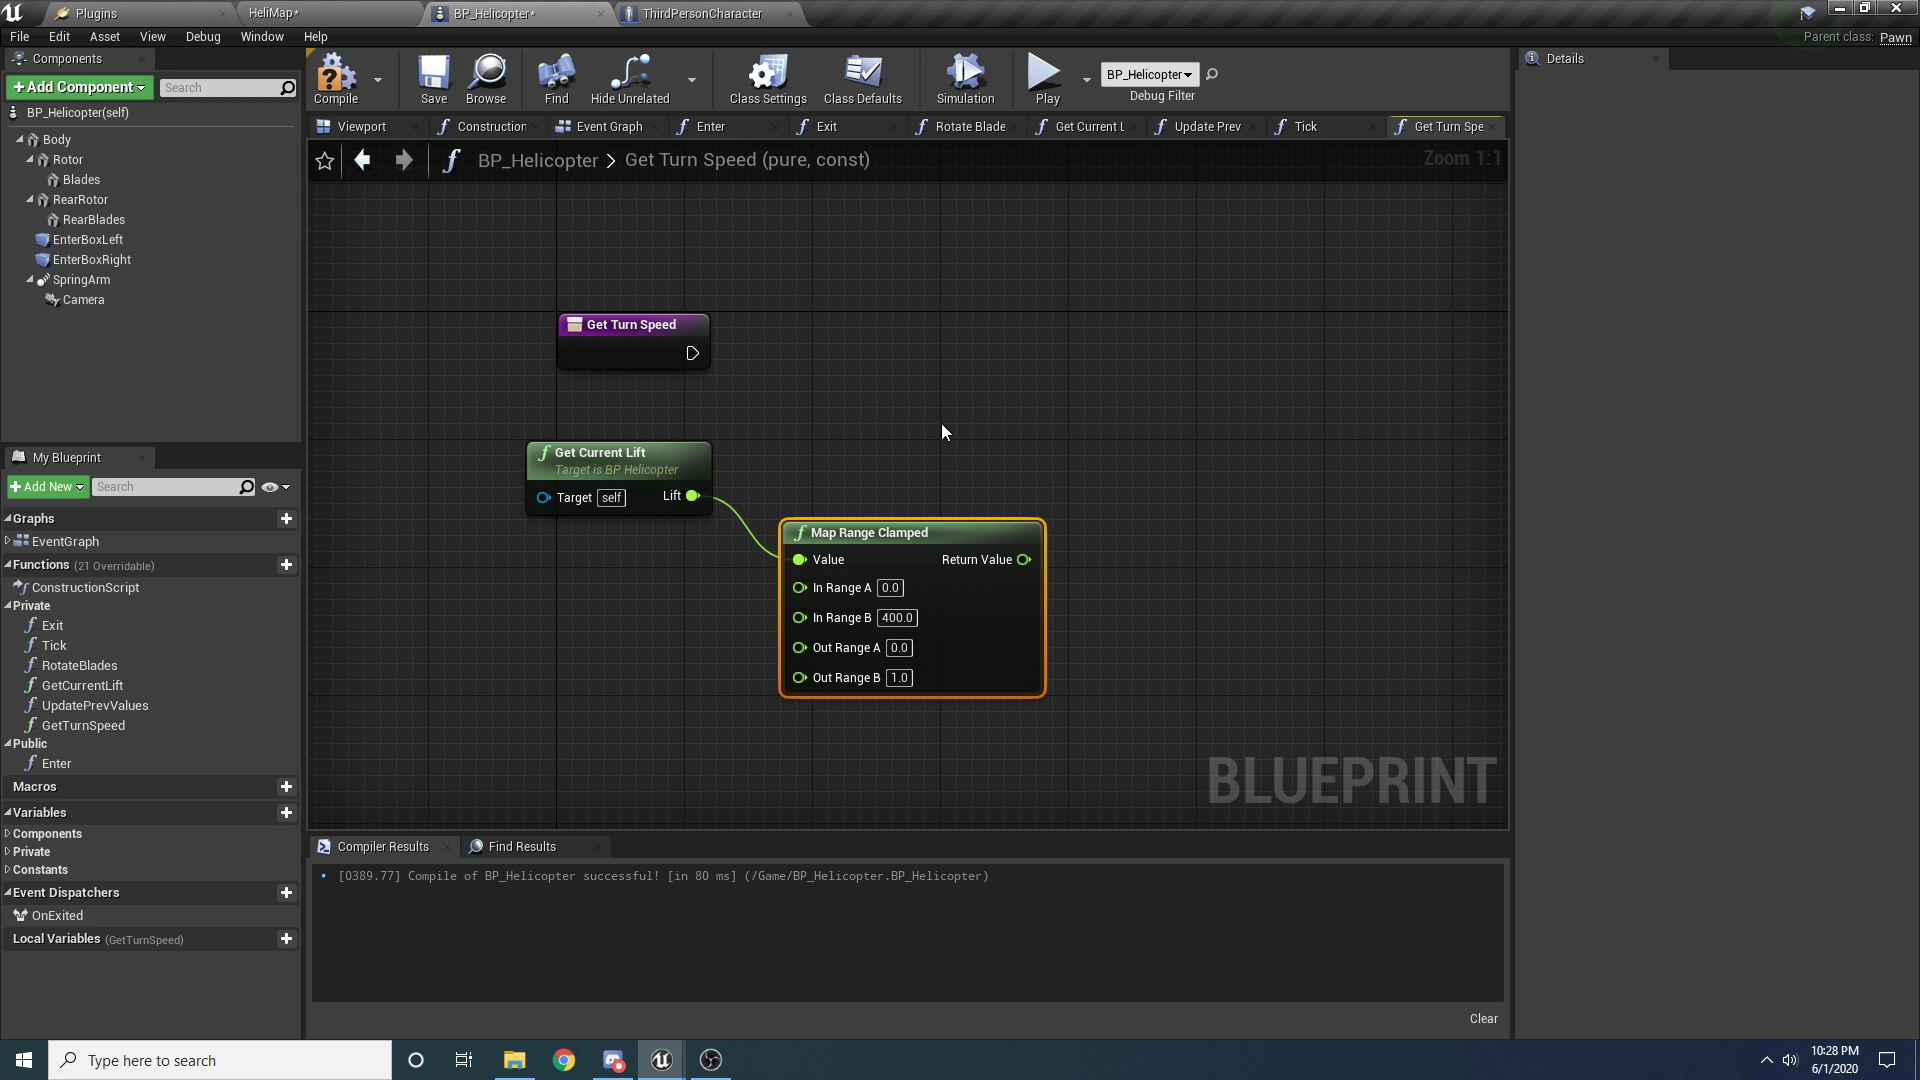 Plugins
HeliMap*
BP_Helicopter*
ThirdPersonCharacter
File Edit Asset View Debug Window Help
Parent class: Pawn
Components
+Add Component
Search
BP_Helicopter(self)
Body
Rotor
Blades
RearRotor
RearBlades
EnterBoxLeft
EnterBoxRight
SpringArm
Camera
Compile
Save
Browse
Find
Hide Unrelated
Class Settings
Class Defaults
Simulation
Play
BP_Helicopter
Debug Filter
Details
Viewport
Construction
Event Graph
Enter
Exit
Rotate Blade
Get Current L
Update Prev
Tick
Get Turn Spe
BP_Helicopter > Get Turn Speed (pure, const)
Zoom 1:1
Get Turn Speed
Get Current Lift
Target is BP Helicopter
Target self
Lift
Map Range Clamped
Value
Return Value
In Range A 0.0
In Range B 400.0
Out Range A 0.0
Out Range B 1.0
BLUEPRINT
My Blueprint
+Add New
Search
Graphs
EventGraph
Functions (21 Overridable)
ConstructionScript
Private
Exit
Tick
RotateBlades
GetCurrentLift
UpdatePrevValues
GetTurnSpeed
Public
Enter
Macros
Variables
Components
Private
Constants
Event Dispatchers
OnExited
Local Variables (GetTurnSpeed)
Compiler Results
Find Results
[0389.77] Compile of BP_Helicopter successful! [in 80 ms] (/Game/BP_Helicopter.BP_Helicopter)
Clear
Type here to search
10:28 PM
6/1/2020